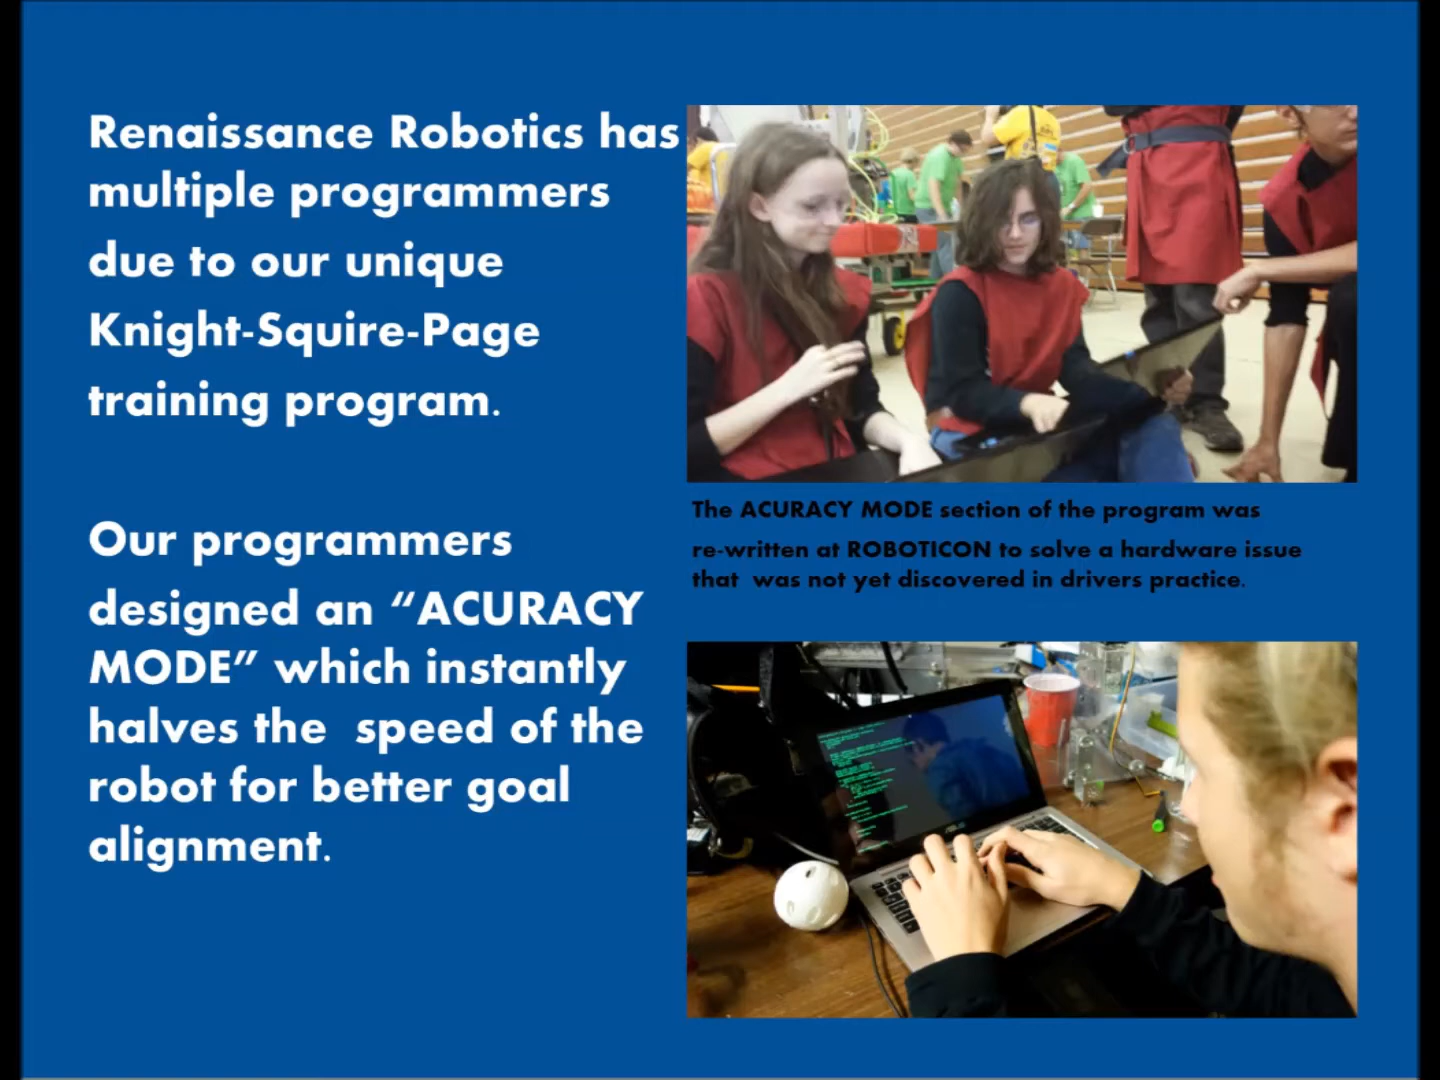 Renaissance Robotics has
multiple programmers
due to our unique
Knight-Squire-Page
training program.
Our programmers
designed an “ACURACY
MODE” which instantly
halves the speed of the
robot for better goal
alignment.
The ACURACY MODE section of the program was
re-written at ROBOTICON to solve a hardware issue
that was not yet discovered in drivers practice.
ASUS